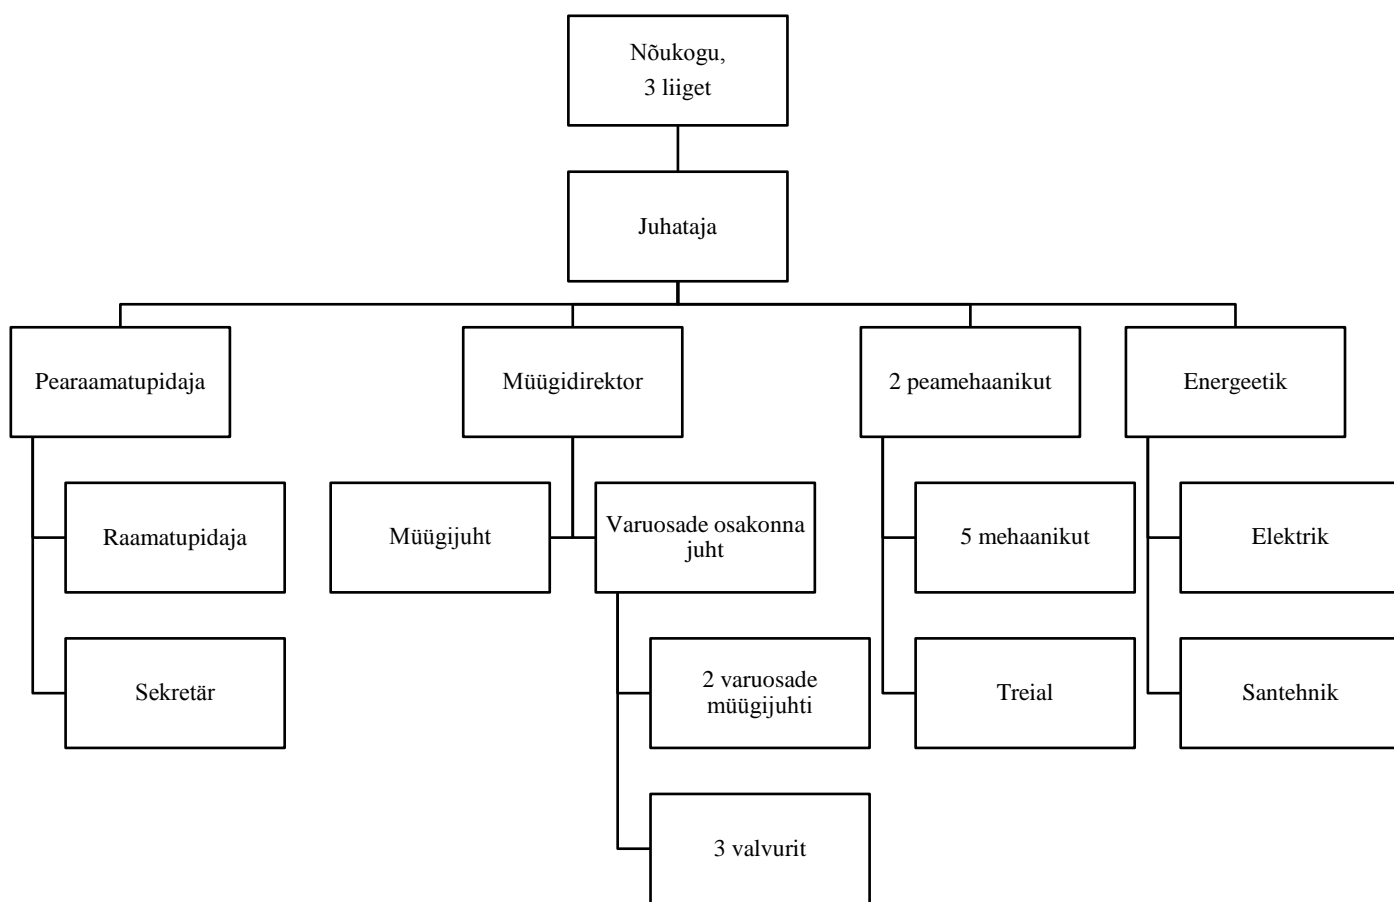 Nõukogu,
3 liiget
Juhataja
Pearaamatupidaja
Müügidirektor
2 peamehaanikut
Energeetik
Raamatupidaja
Müügijuht
Varuosade osakonna
juht
5 mehaanikut
Elektrik
Sekretär
2 varuosade
müügijuhti
Treial
Santehnik
3 valvurit